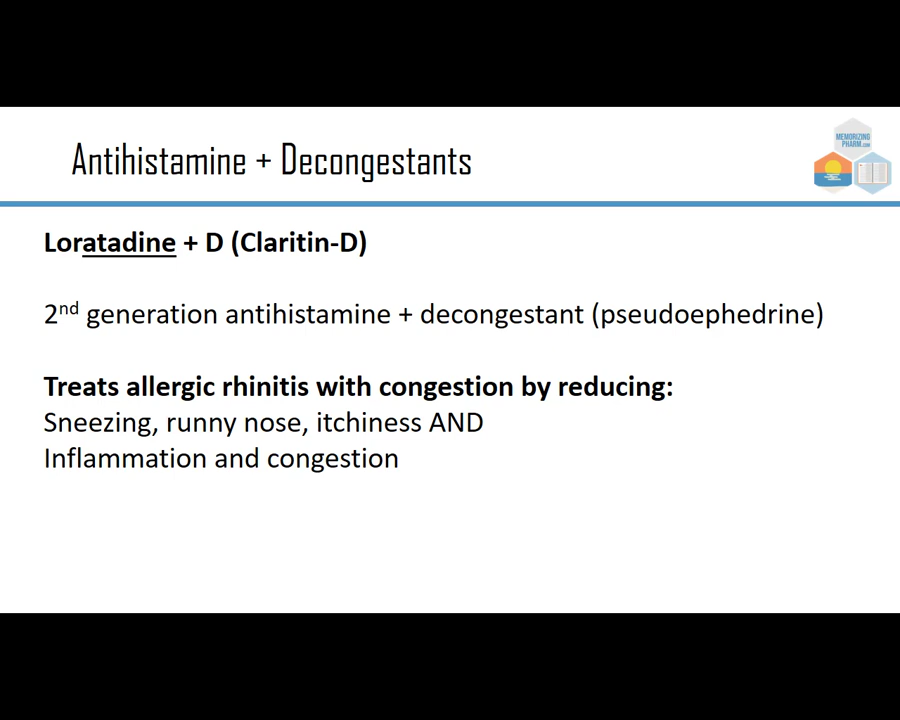 Antihistamine + Decongestants
MEMORIZING
PHARM.COM
Loratadine + D (Claritin-D)
2nd generation antihistamine + decongestant (pseudoephedrine)
Treats allergic rhinitis with congestion by reducing:
Sneezing, runny nose, itchiness AND
Inflammation and congestion